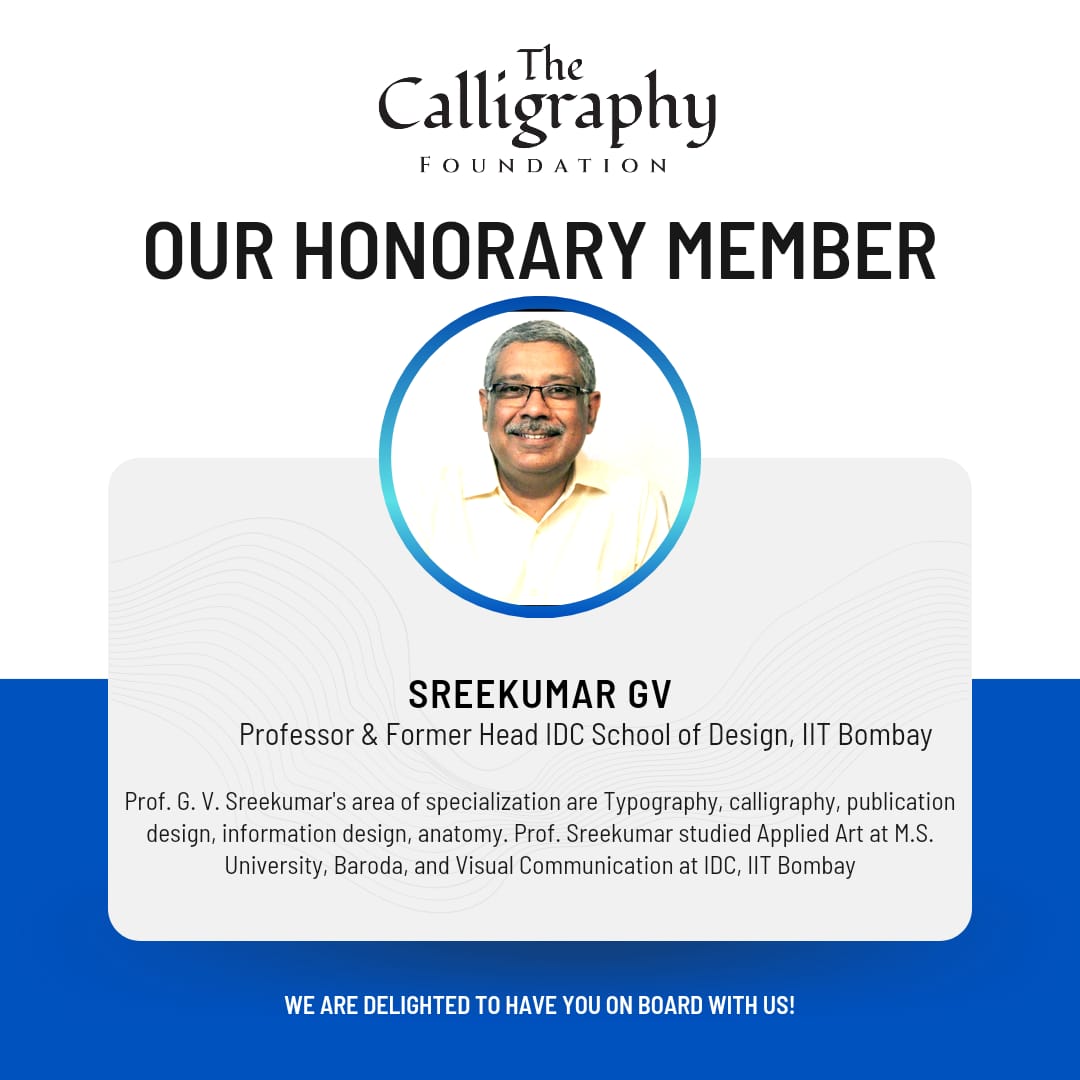 The
Calligraphy
FOUNDATION
OUR HONORARY MEMBER
SREEKUMAR GV
Professor & Former Head IDC School of Design, IIT Bombay
Prof. G. V. Sreekumar's area of specialization are Typography, calligraphy, publication
design, information design, anatomy. Prof. Sreekumar studied Applied Art at M.S.
University, Baroda, and Visual Communication at IDC, IIT Bombay
WE ARE DELIGHTED TO HAVE YOU ON BOARD WITH US!